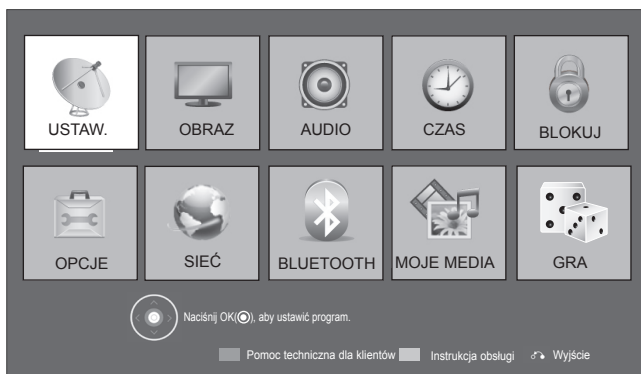 USTAW.
OBRAZ
AUDIO
CZAS
BLOKUJ
OPCJE
SIEĆ
BLUETOOTH
MOJE MEDIA
GRA
Naciśnij OK(◉), aby ustawić program.
Pomoc techniczna dla klientów
Instrukcja obsługi
Wyjście